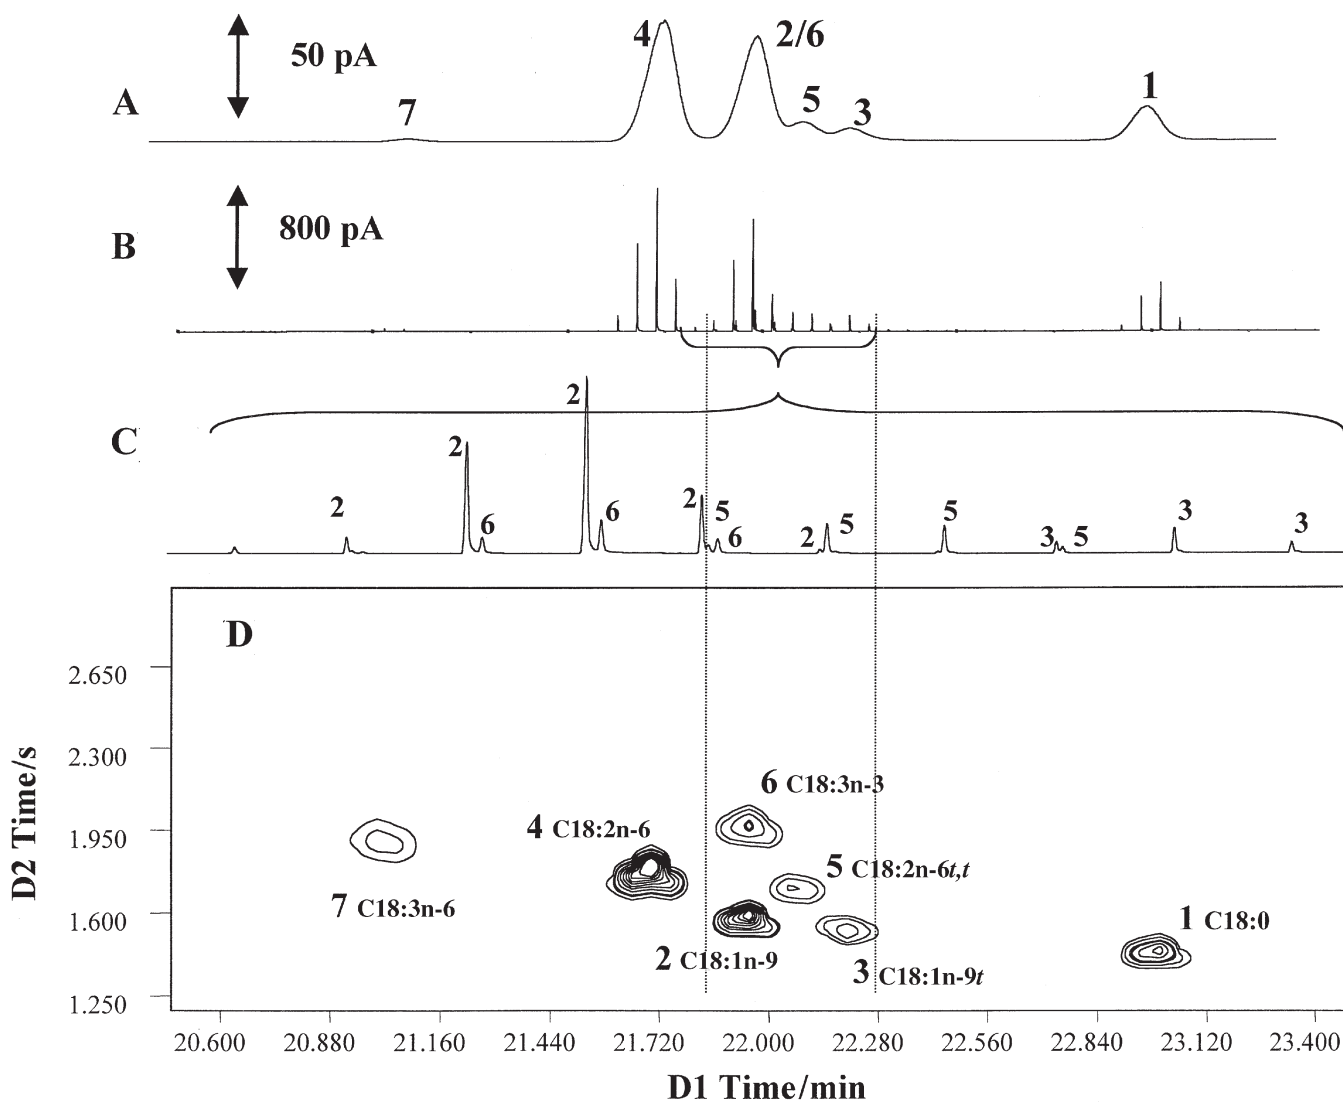 A
50 pA
7
4
2/6
5
3
1
B
800 pA
C
2
2
6
2
6
2
5
6
2
5
5
3
5
3
3
D
D2 Time/s
2.650
2.300
1.950
1.600
1.250
6 C18:3n-3
4 C18:2n-6
5 C18:2n-6t,t
7 C18:3n-6
1 C18:0
2 C18:1n-9
3 C18:1n-9t
20.600 20.880 21.160 21.440 21.720 22.000 22.280 22.560 22.840 23.120 23.400
D1 Time/min